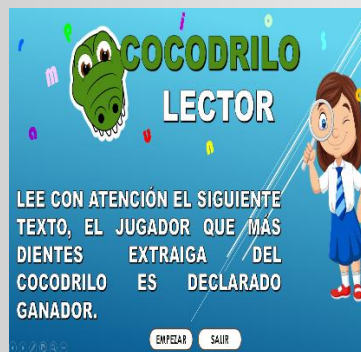 COCODRILO
LECTOR
LEE CON ATENCIÓN EL SIGUIENTE
TEXTO, EL JUGADOR QUE MÁS
DIENTES EXTRAIGA DEL
COCODRILO ES DECLARADO
GANADOR.
EMPEZAR SALIR